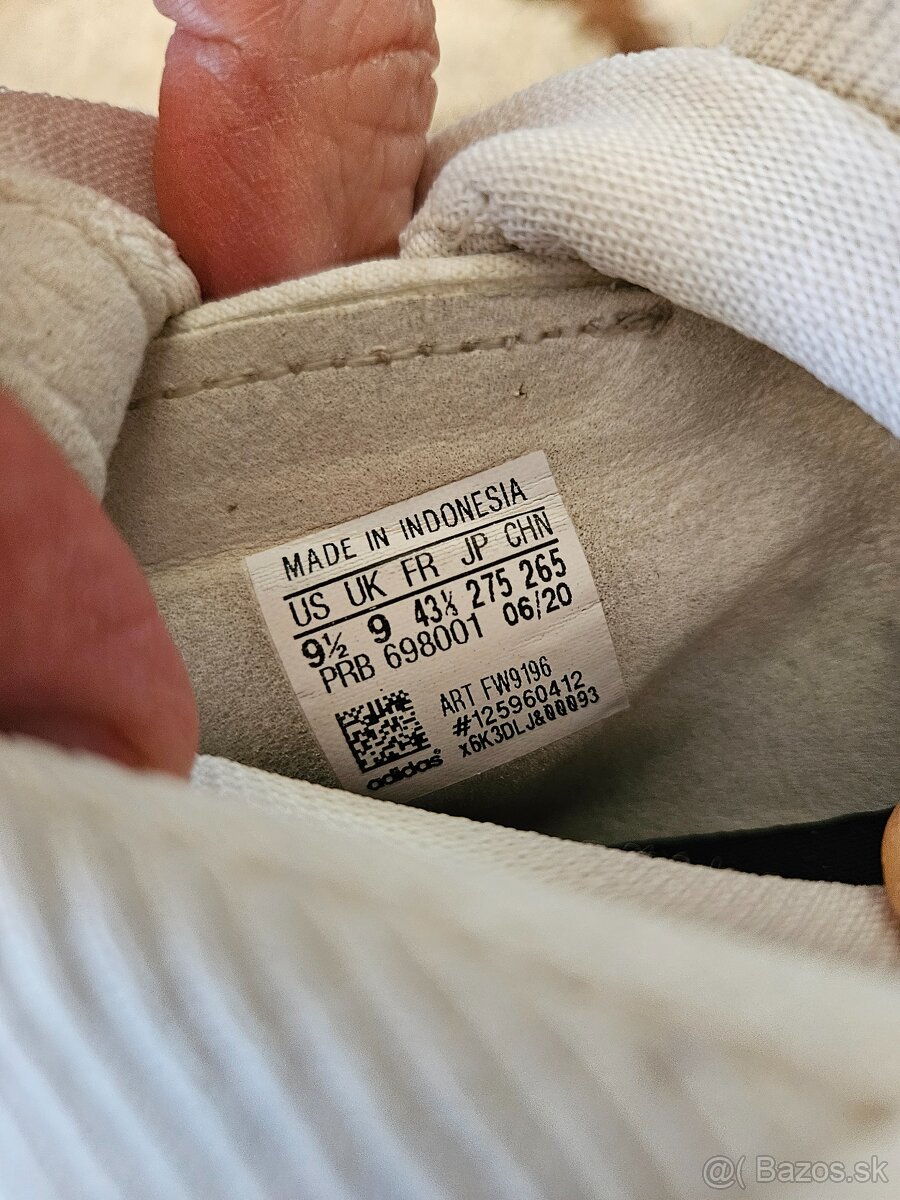 MADE IN INDONESIA
US UK FR JP CHN
9½ 9 43⅓ 275 265
PRB 698001 06/20
ART FW9196
#125960412
x6K3DLJ&00093
adidas®
@( Bazos.sk